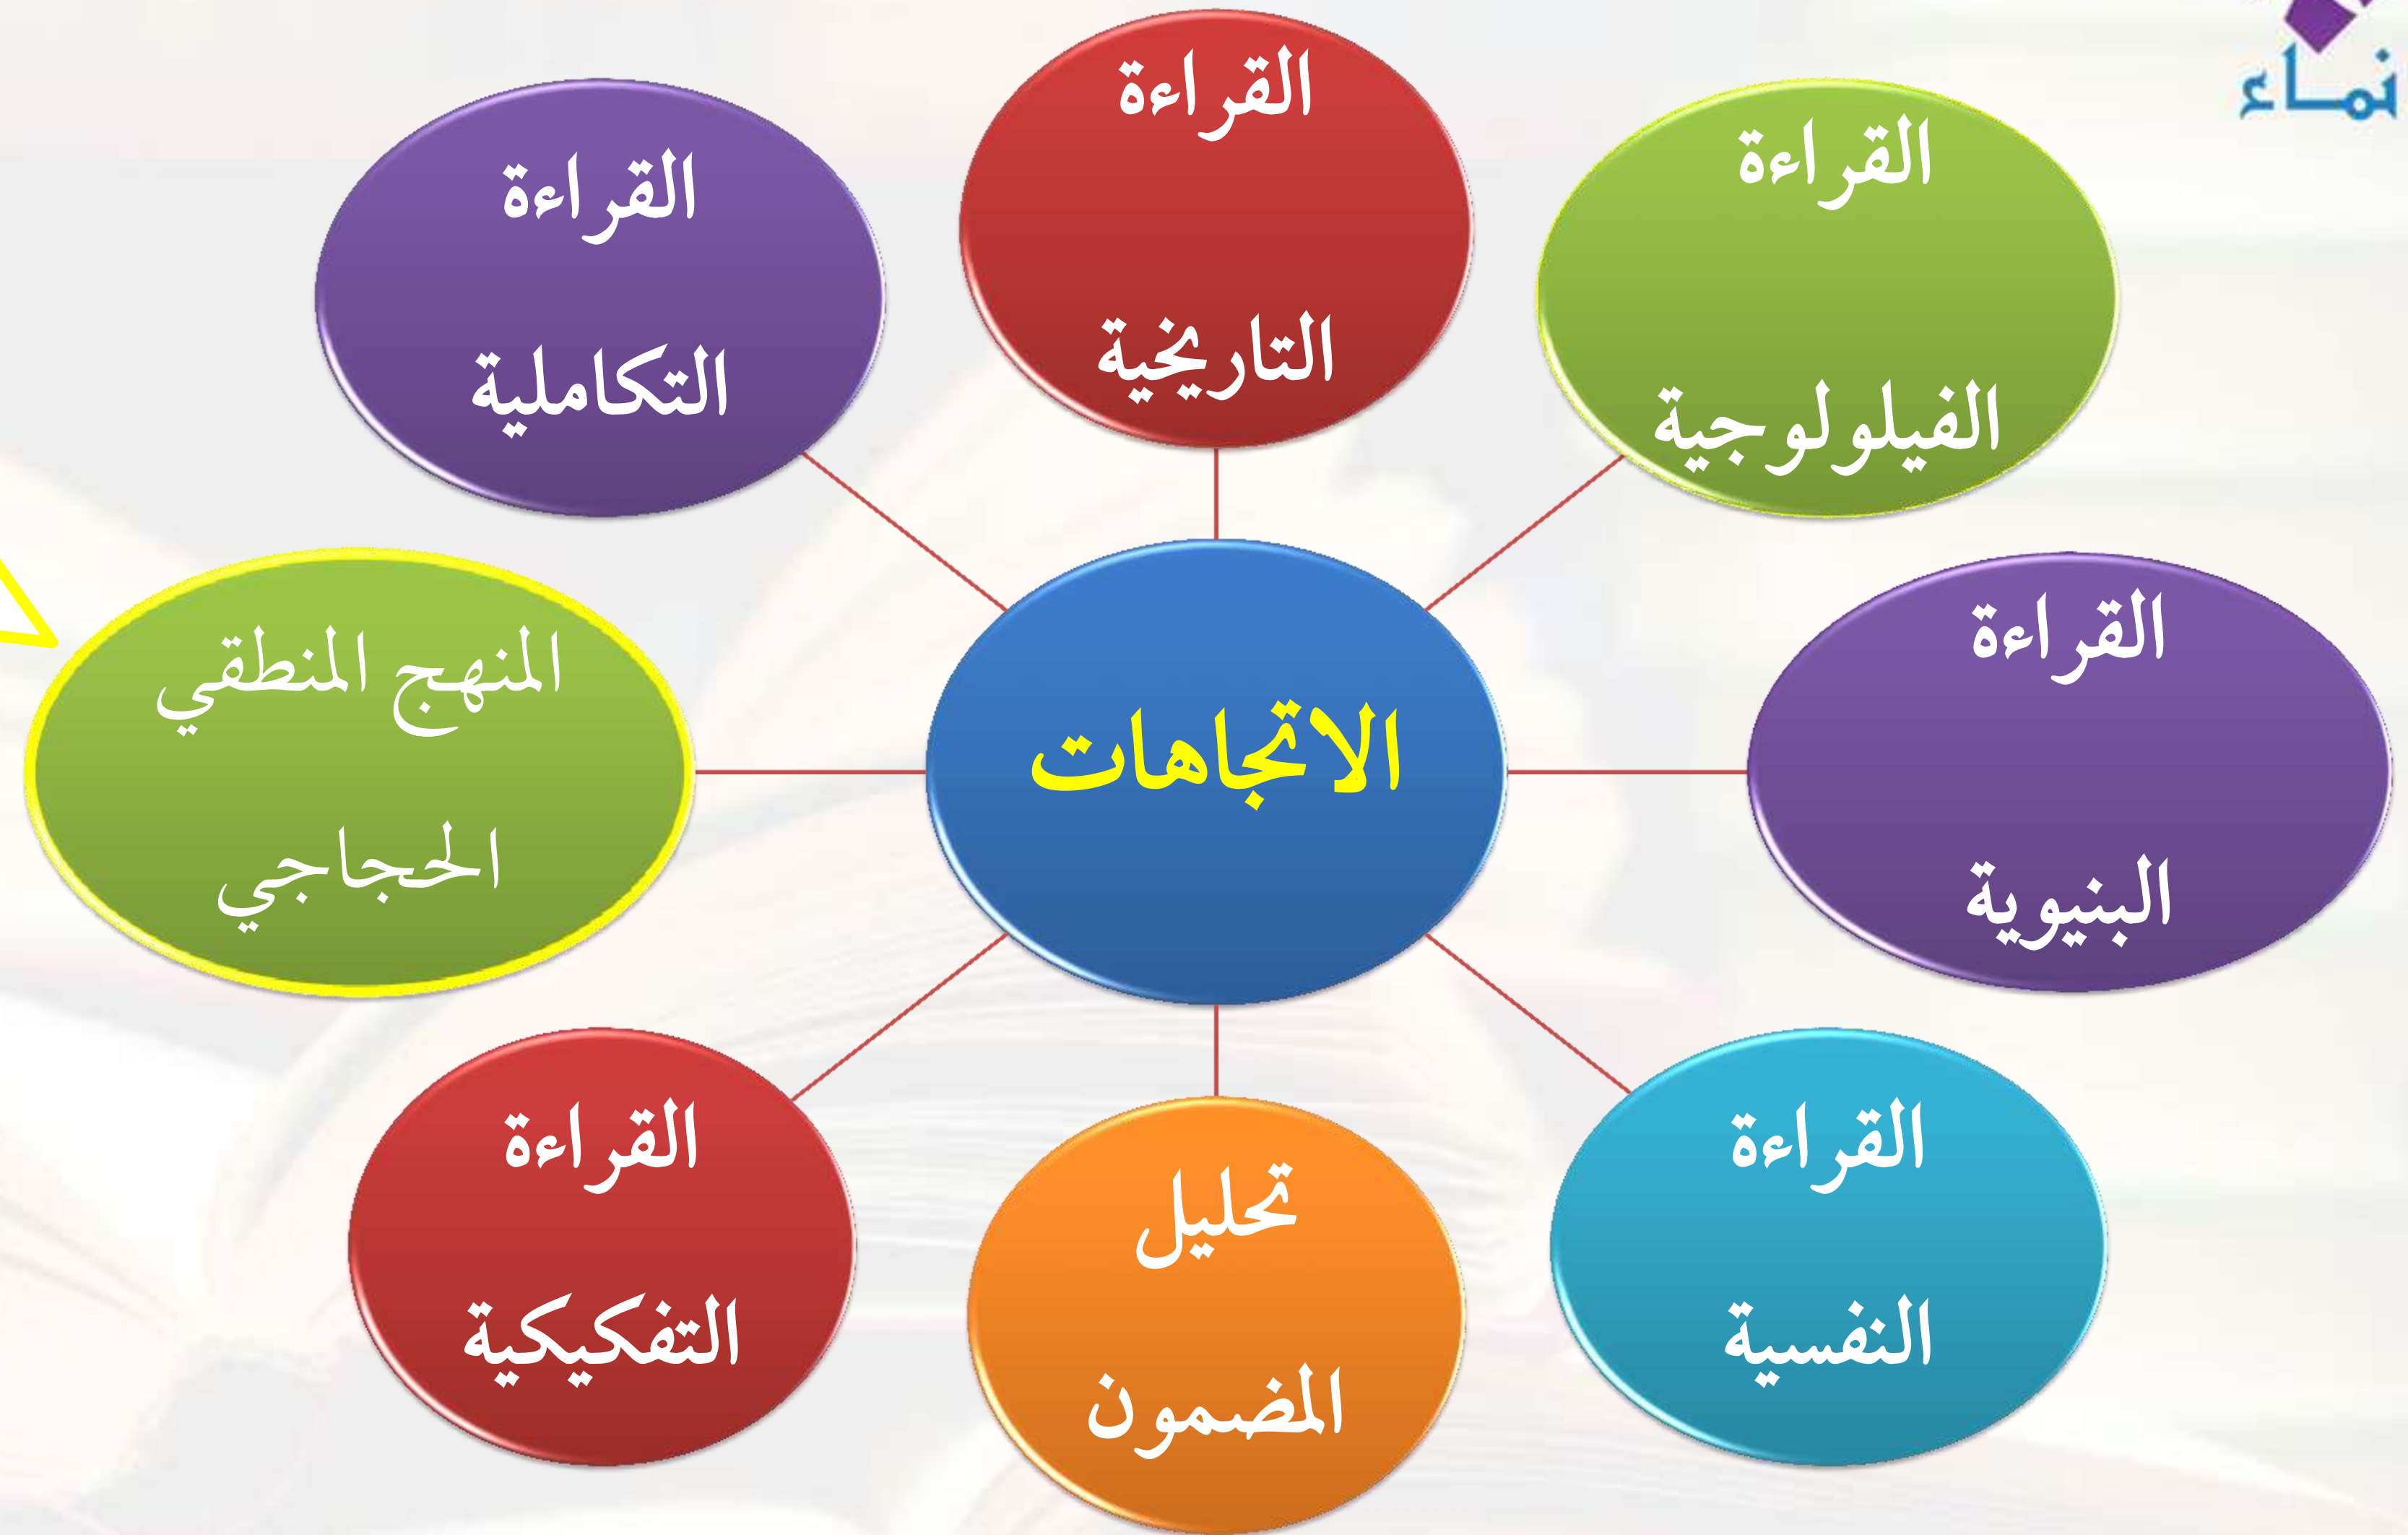 نماء
القراءة
التاريخية
القراءة
الفيلولوجية
القراءة
البنيوية
القراءة
النفسية
تحليل
المضمون
القراءة
التفكيكية
المنهج المنطقي
الحجاجي
القراءة
التكاملية
الاتجاهات